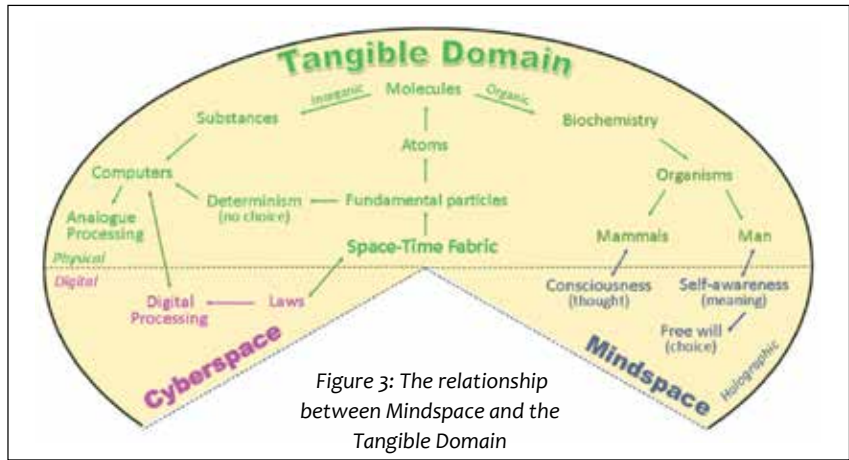 Tangible Domain
Inorganic
Molecules
Organic
Substances
Biochemistry
Atoms
Computers
Organisms
Determinism
(no choice)
Fundamental particles
Analogue
Processing
Mammals
Man
Physical
Space-Time Fabric
Digital
Digital
Processing
Laws
Consciousness
(thought)
Self-awareness
(meaning)
Free will
(choice)
Cyberspace
Mindspace
Holographic
Figure 3: The relationship
between Mindspace and the
Tangible Domain